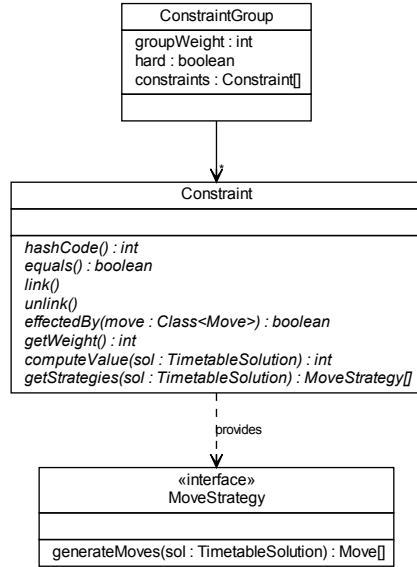 ConstraintGroup
groupWeight : int
hard : boolean
constraints : Constraint[]
*
Constraint
hashCode() : int
equals() : boolean
link()
unlink()
effectedBy(move : Class<Move>) : boolean
getWeight() : int
computeValue(sol : TimetableSolution) : int
getStrategies(sol : TimetableSolution) : MoveStrategy[]
provides
«interface»
MoveStrategy
generateMoves(sol : TimetableSolution) : Move[]